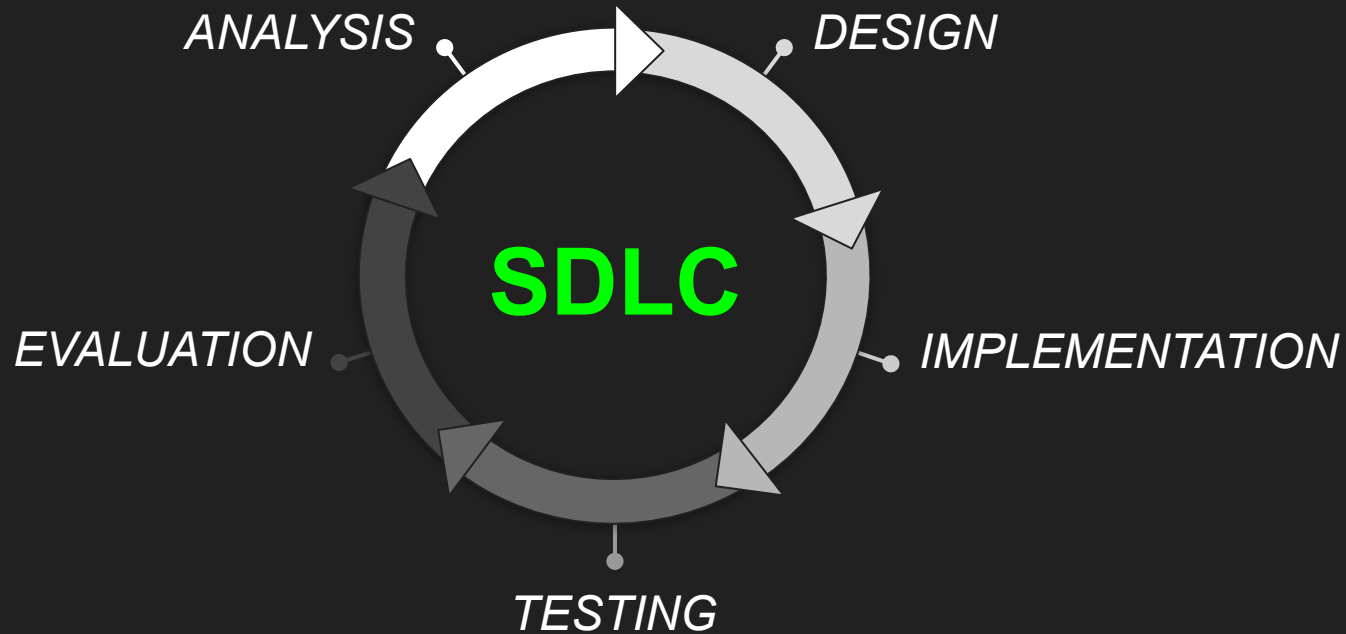 ANALYSIS
DESIGN
SDLC
EVALUATION
IMPLEMENTATION
TESTING